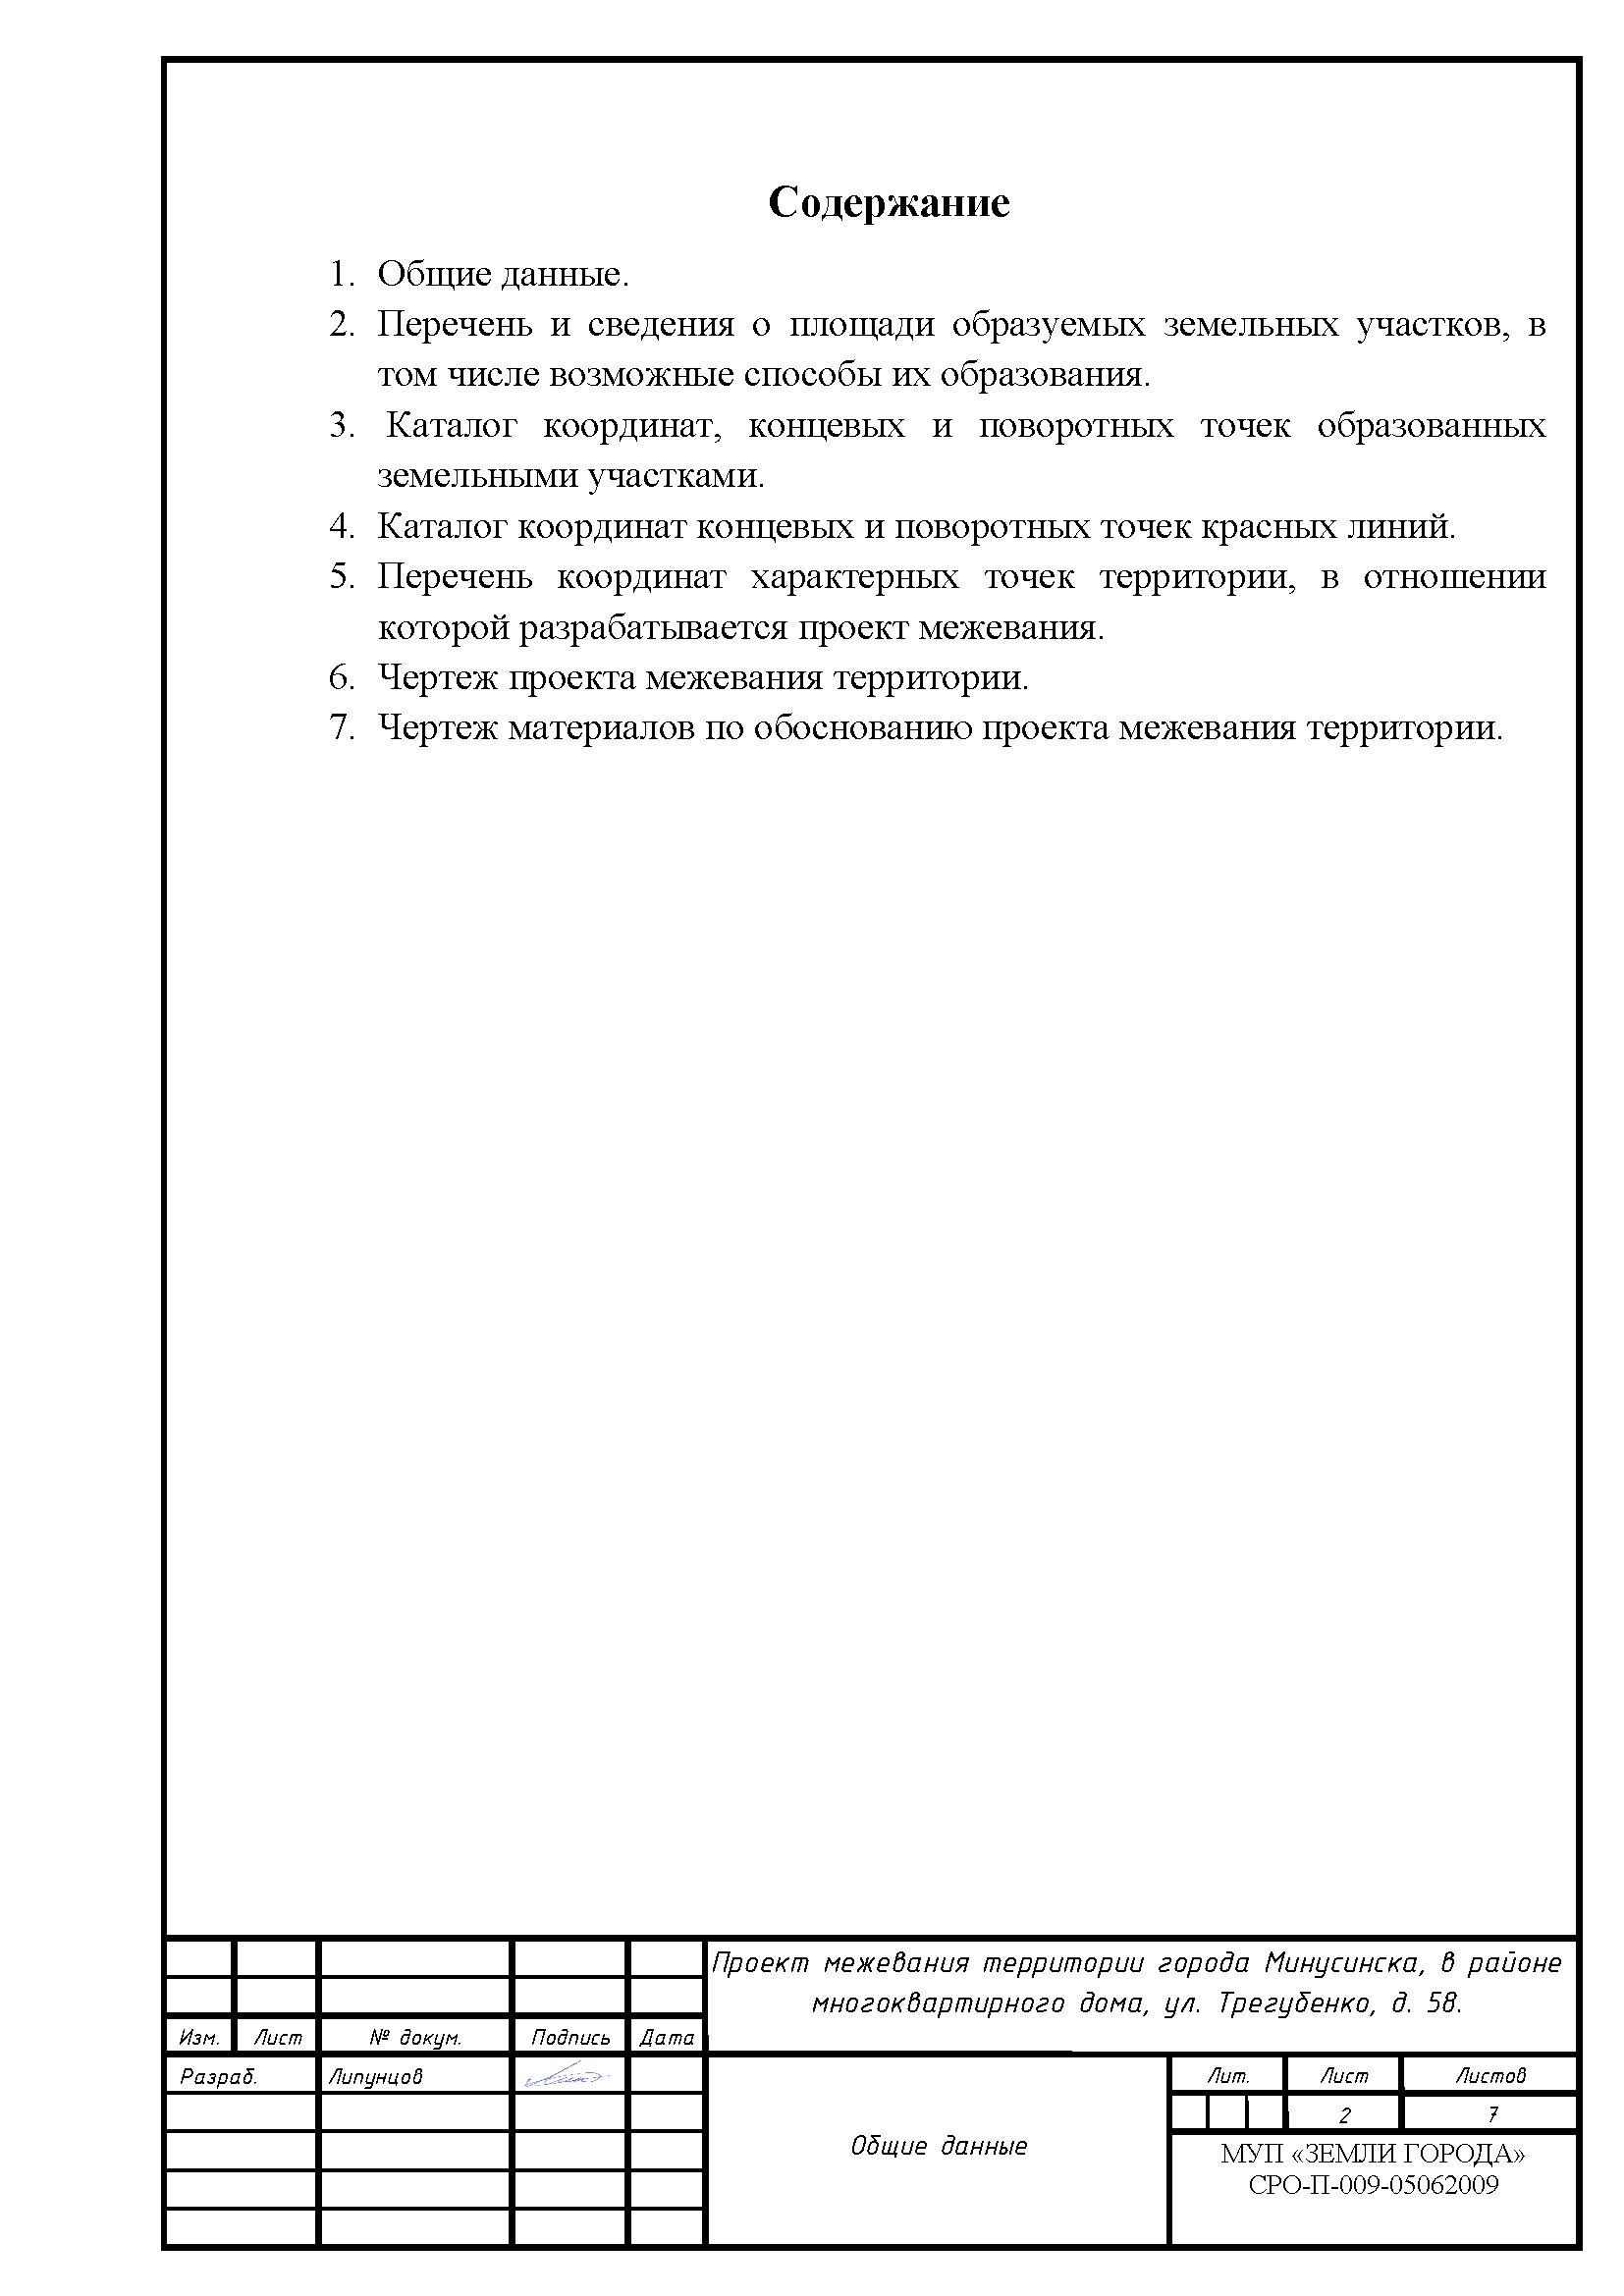 Содержание
1. Общие данные.
2. Перечень и сведения о площади образуемых земельных участков, в
том числе возможные способы их образования.
3. Каталог координат, концевых и поворотных точек образованных
земельными участками.
4. Каталог координат концевых и поворотных точек красных линий.
5. Перечень координат характерных точек территории, в отношении
которой разрабатывается проект межевания.
6. Чертеж проекта межевания территории.
7. Чертеж материалов по обоснованию проекта межевания территории.
Проект межевания территории города Минусинска, в районе
многоквартирного дома, ул. Трегубенко, д. 58.
Изм. Лист № докум. Подпись Дата
Разраб. Липунцов
Лит. Лист Листов
2 7
Общие данные
МУП «ЗЕМЛИ ГОРОДА»
СРО-П-009-05062009